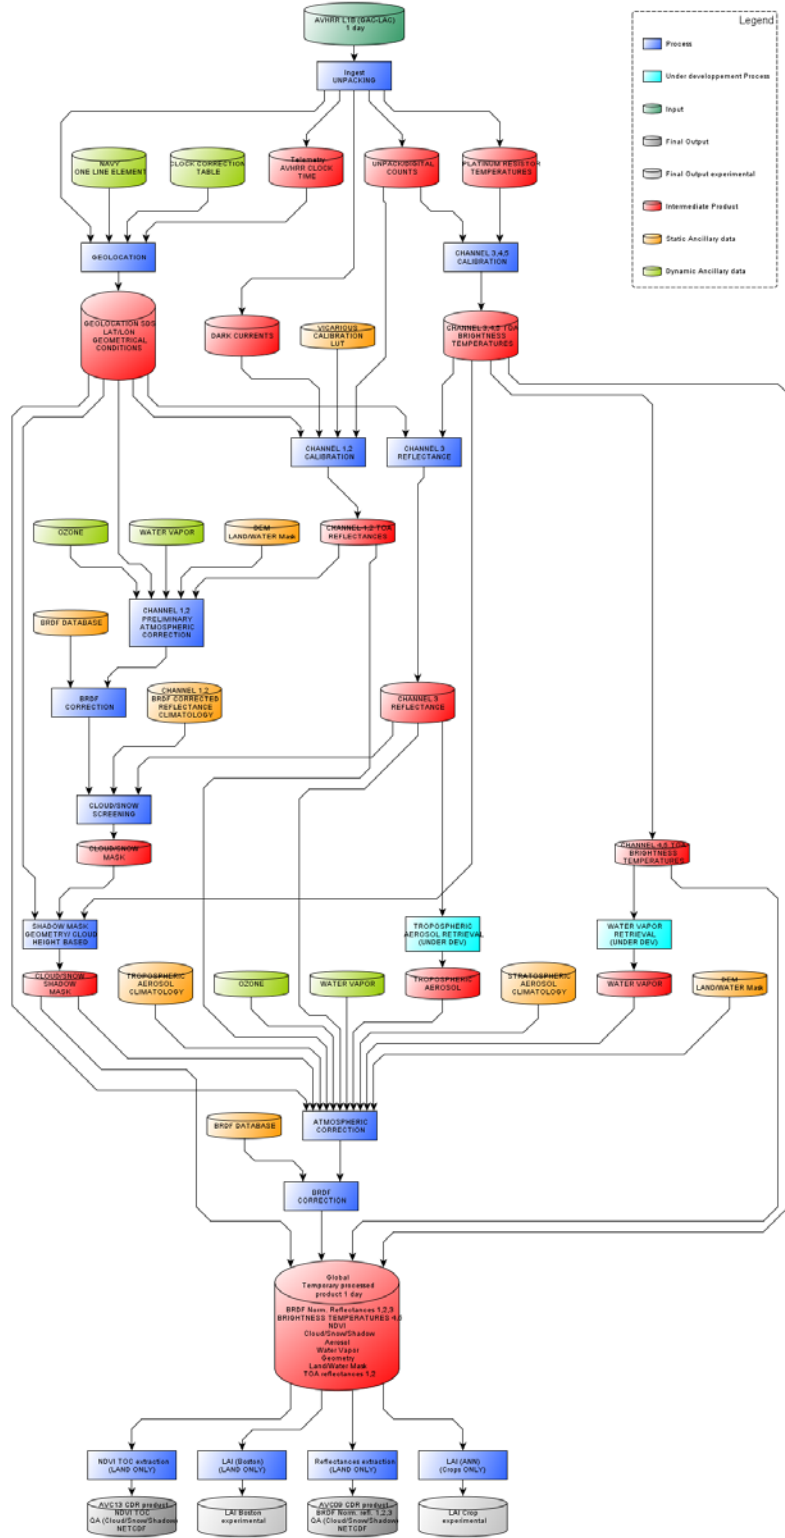 AVHRR L1B (GAC-LAC)
1 day
Legend
Process
Under developpement Process
Input
Final Output
Final Output experimental
Intermediate Product
Static Ancillary data
Dynamic Ancillary data
Ingest
UNPACKING
NAVY
ONE LINE ELEMENT
CLOCK CORRECTION
TABLE
Telemetry
AVHRR CLOCK
TIME
UNPACK/DIGITAL
COUNTS
PLATINUM RESISTOR
TEMPERATURES
GEOLOCATION
CHANNEL 3,4,5
CALIBRATION
GEOLOCATION SDS
LAT/LON
GEOMETRICAL
CONDITIONS
DARK CURRENTS
VICARIOUS
CALIBRATION
LUT
CHANNEL 3,4,5 TOA
BRIGHTNESS
TEMPERATURES
CHANNEL 1,2
CALIBRATION
CHANNEL 3
REFLECTANCE
OZONE
WATER VAPOR
DEM
LAND/WATER Mask
CHANNEL 1,2 TOA
REFLECTANCES
BRDF DATABASE
CHANNEL 1,2
PRELIMINARY
ATMOSPHERIC
CORRECTION
BRDF
CORRECTION
CHANNEL 1,2
BRDF CORRECTED
REFLECTANCE
CLIMATOLOGY
CHANNEL 3
REFLECTANCE
CLOUD/SNOW
SCREENING
CLOUD/SNOW
MASK
CHANNEL 4,5 TOA
BRIGHTNESS
TEMPERATURES
SHADOW MASK
GEOMETRY/ CLOUD
HEIGHT BASED
TROPOSPHERIC
AEROSOL RETRIEVAL
(UNDER DEV)
WATER VAPOR
RETRIEVAL
(UNDER DEV)
CLOUD/SNOW
SHADOW
MASK
TROPOSPHERIC
AEROSOL
CLIMATOLOGY
OZONE
WATER VAPOR
TROPOSPHERIC
AEROSOL
STRATOSPHERIC
AEROSOL
CLIMATOLOGY
WATER VAPOR
DEM
LAND/WATER Mask
BRDF DATABASE
ATMOSPHERIC
CORRECTION
BRDF
CORRECTION
Global
Temporary processed
product 1 day
BRDF Norm. Reflectances 1,2,3
BRIGHTNESS TEMPERATURES 4,5
NDVI
Cloud/Snow/Shadow
Aerosol
Water Vapor
Geometry
Land/Water Mask
TOA reflectances 1,2
NDVI TOC extraction
(LAND ONLY)
LAI (Boston)
(LAND ONLY)
Reflectances extraction
(LAND ONLY)
LAI (ANN)
(Crops ONLY)
AVC13 CDR product
NDVI TOC
QA (Cloud/Snow/Shadow)
NETCDF
LAI Boston
experimental
AVC09 CDR product
BRDF Norm. refl. 1,2,3
QA (Cloud/Snow/Shadow)
NETCDF
LAI Crop
experimental